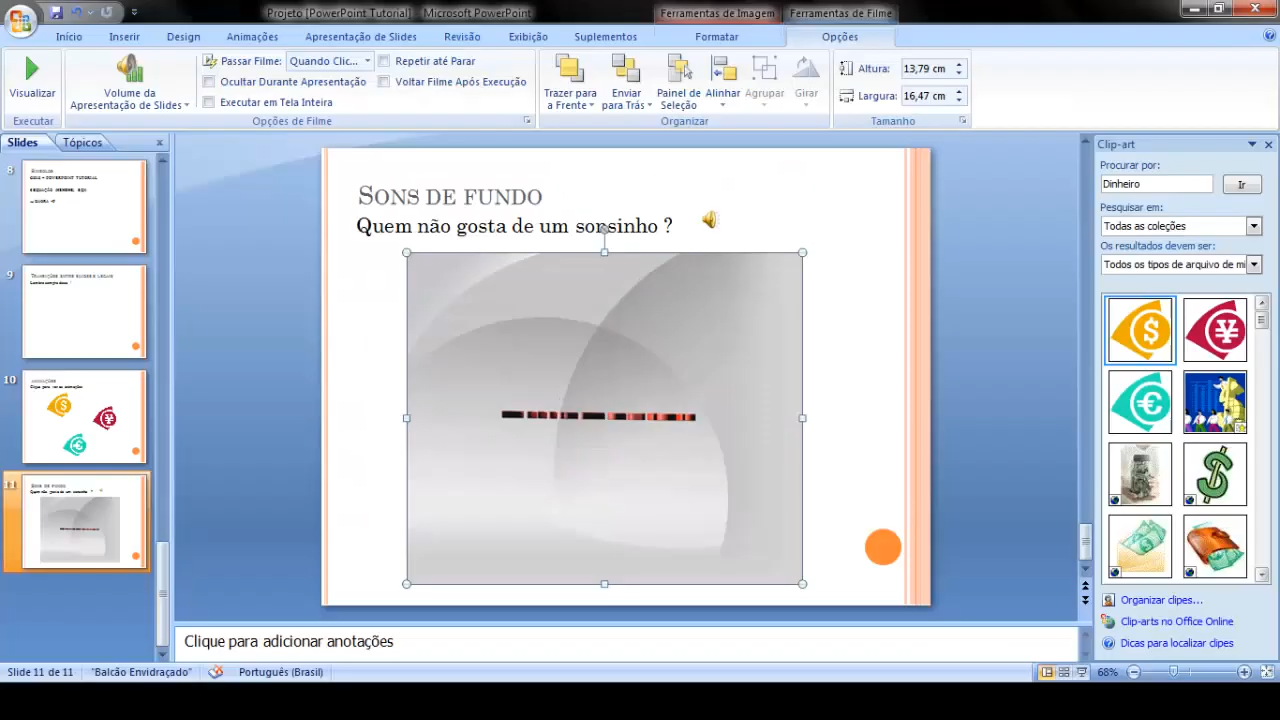 Projeto [PowerPoint Tutorial] - Microsoft PowerPoint
Ferramentas de Imagem
Ferramentas de Filme
Início
Inserir
Design
Animações
Apresentação de Slides
Revisão
Exibição
Suplementos
Formatar
Opções
Visualizar
Executar
Volume da
Apresentação de Slides
Passar Filme: Quando Clic...
Ocultar Durante Apresentação
Executar em Tela Inteira
Repetir até Parar
Voltar Filme Após Execução
Opções de Filme
Trazer para
a Frente
Enviar
para Trás
Painel de
Seleção
Alinhar
Agrupar
Girar
Organizar
Altura: 13,79 cm
Largura: 16,47 cm
Tamanho
Slides
Tópicos
8
9
10
11
SONS DE FUNDO
Quem não gosta de um sonsinho ?
Clip-art
Procurar por:
Dinheiro
Ir
Pesquisar em:
Todas as coleções
Os resultados devem ser:
Todos os tipos de arquivo de mí
Organizar clipes...
Clip-arts no Office Online
Dicas para localizar clipes
Clique para adicionar anotações
Slide 11 de 11
"Balcão Envidraçado"
Português (Brasil)
68%